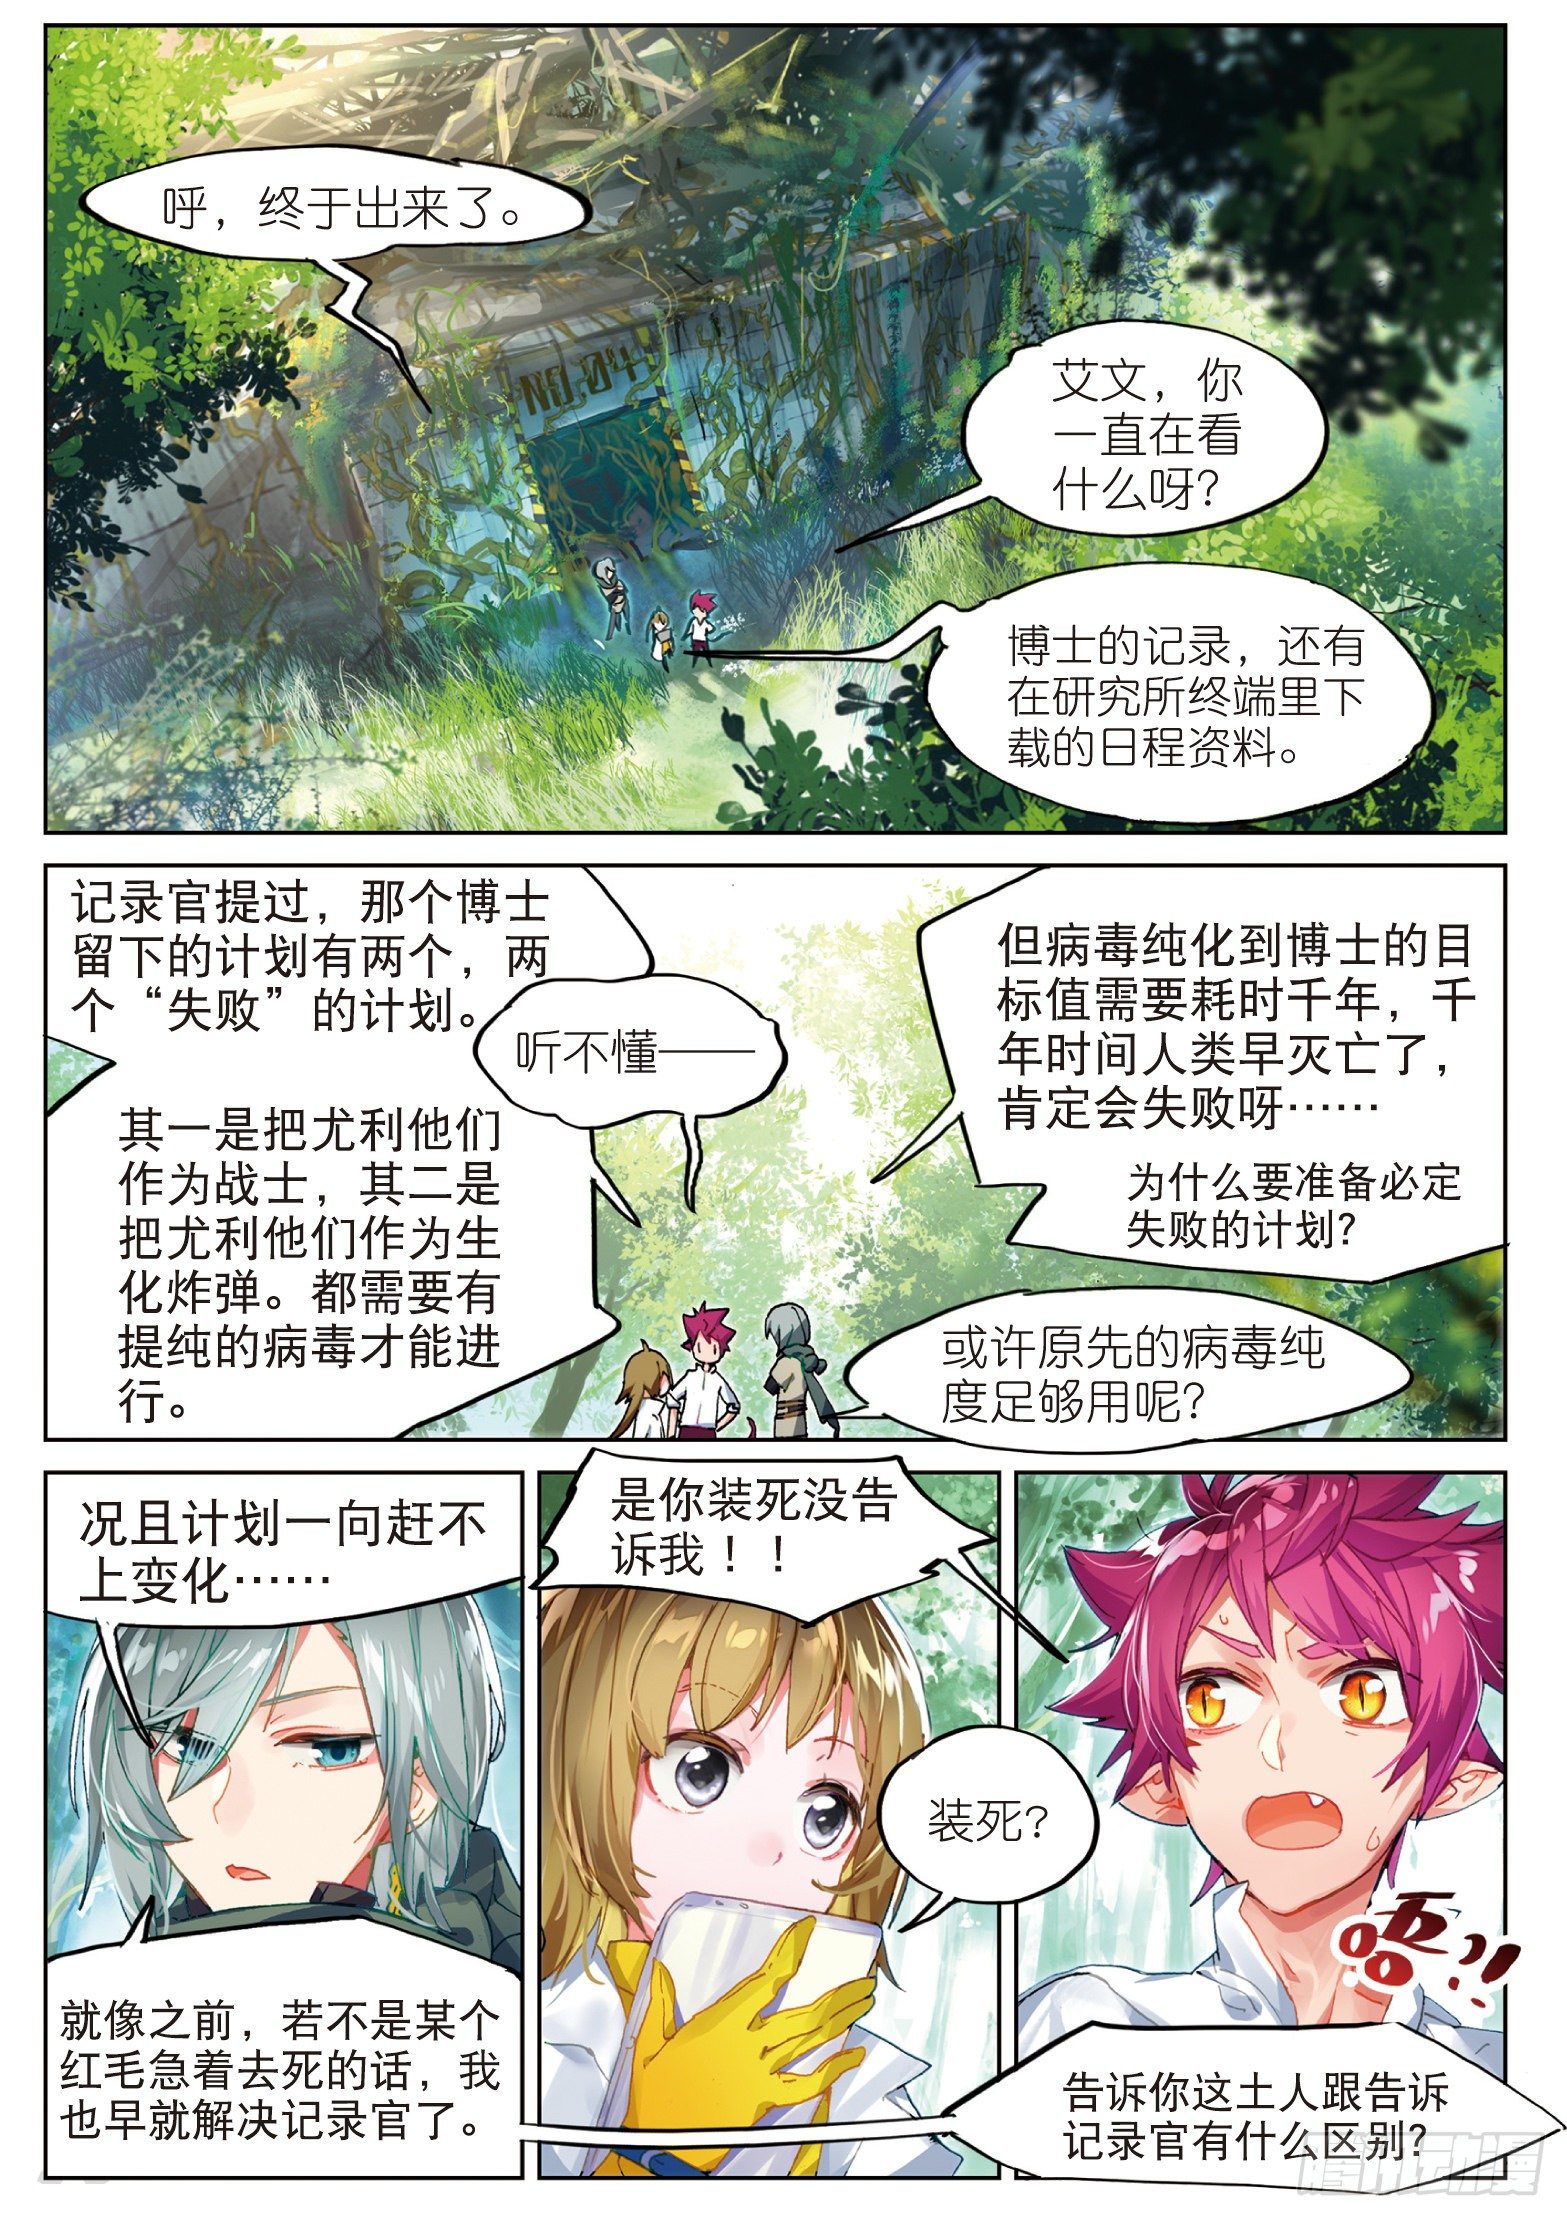 呼，终于出来了。
NO.04
艾文，你
一直在看
什么呀？
博士的记录，还有
在研究所终端里下
载的日程资料。
记录官提过，那个博士
留下的计划有两个，两
个“失败”的计划。
其一是把尤利他们
作为战士，其二是
把尤利他们作为生
化炸弹。都需要有
提纯的病毒才能进
行。
听不懂——
但病毒纯化到博士的目
标值需要耗时千年，千
年时间人类早灭亡了，
肯定会失败呀……
为什么要准备必定
失败的计划？
或许原先的病毒纯
度足够用呢？
况且计划一向赶不
上变化……
就像之前，若不是某个
红毛急着去死的话，我
也早就解决记录官了。
是你装死没告
诉我！！
装死？
唔?!
告诉你这土人跟告诉
记录官有什么区别？
腾讯动漫